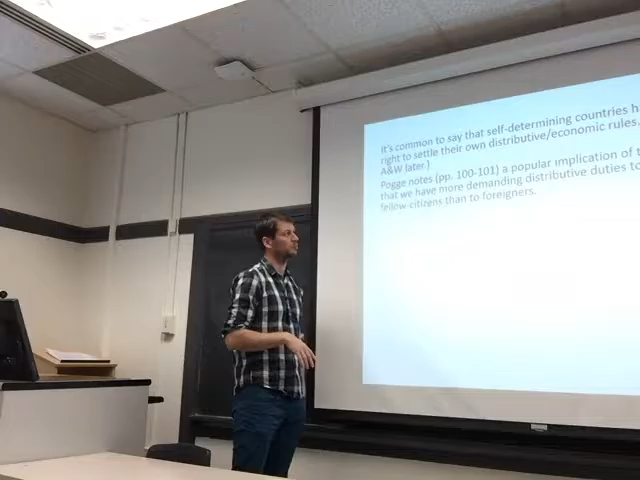 It's common to say that self-determining countries
right to settle their own distributive/economic rules.
A&W later.)
Pogge notes (pp. 100-101) a popular implication of
that we have more demanding distributive duties to
fellow-citizens than to foreigners.